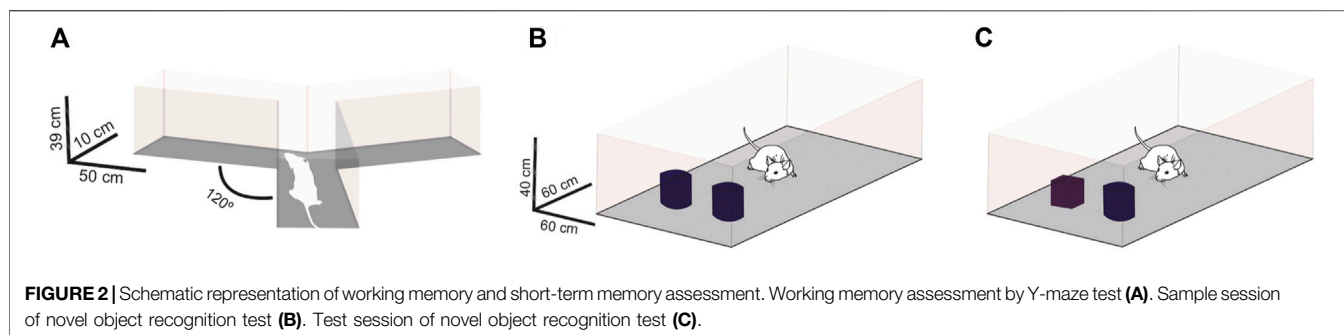 A
B
C
39 cm
10 cm
50 cm
120º
40 cm
60 cm
60 cm
FIGURE 2 | Schematic representation of working memory and short-term memory assessment. Working memory assessment by Y-maze test (A). Sample session
of novel object recognition test (B). Test session of novel object recognition test (C).